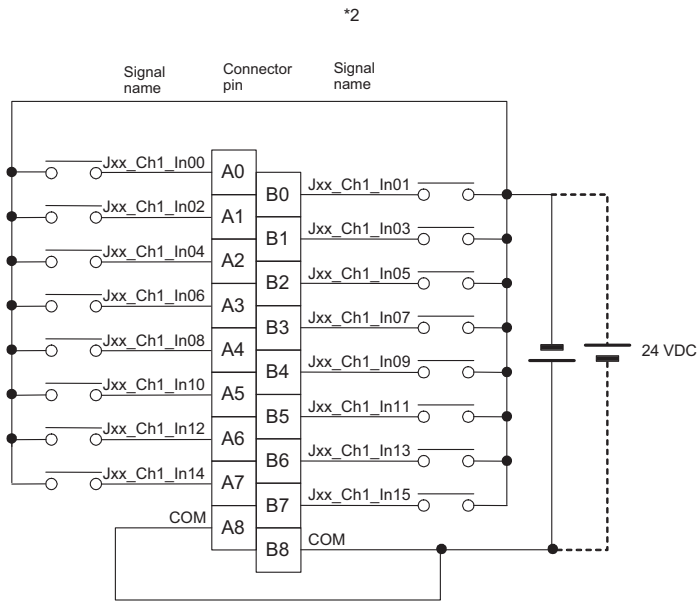 *2
Signal name
Connector pin
Signal name
Jxx_Ch1_In00 A0
B0 Jxx_Ch1_In01
Jxx_Ch1_In02 A1
B1 Jxx_Ch1_In03
Jxx_Ch1_In04 A2
B2 Jxx_Ch1_In05
Jxx_Ch1_In06 A3
B3 Jxx_Ch1_In07
Jxx_Ch1_In08 A4
24 VDC
B4 Jxx_Ch1_In09
Jxx_Ch1_In10 A5
B5 Jxx_Ch1_In11
Jxx_Ch1_In12 A6
B6 Jxx_Ch1_In13
Jxx_Ch1_In14 A7
B7 Jxx_Ch1_In15
COM A8
B8 COM